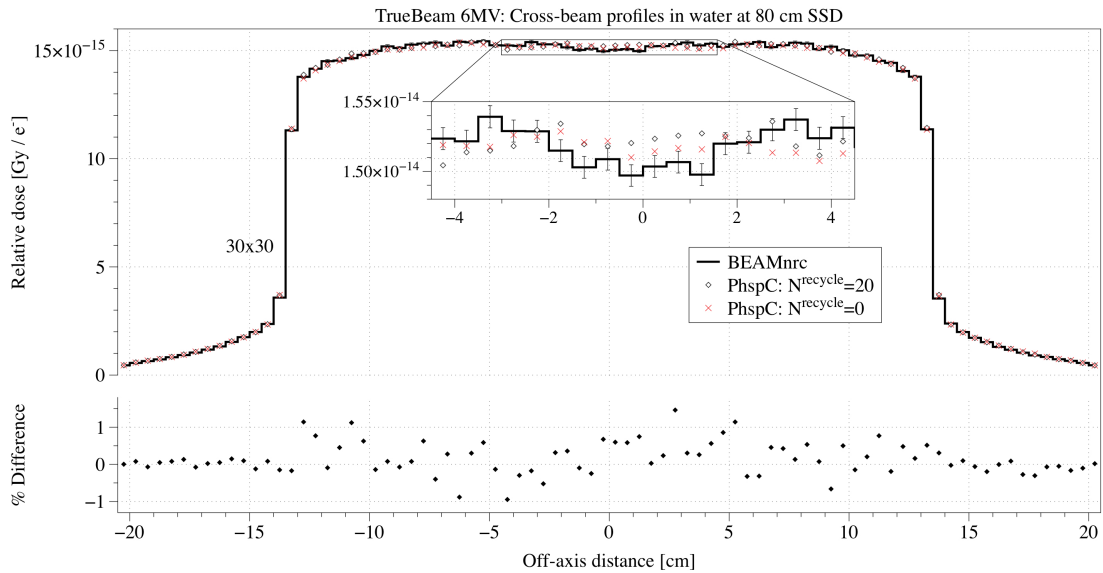 TrueBeam 6MV: Cross-beam profiles in water at 80 cm SSD
Relative dose [Gy / e⁻]
15×10⁻¹⁵
10
5
0
1.55×10⁻¹⁴
1.50×10⁻¹⁴
−4
−2
0
2
4
30x30
BEAMnrc
PhspC: Nʳᵉᶜʸᶜˡᵉ=20
PhspC: Nʳᵉᶜʸᶜˡᵉ=0
% Difference
1
0
−1
−20
−15
−10
−5
0
5
10
15
20
Off-axis distance [cm]